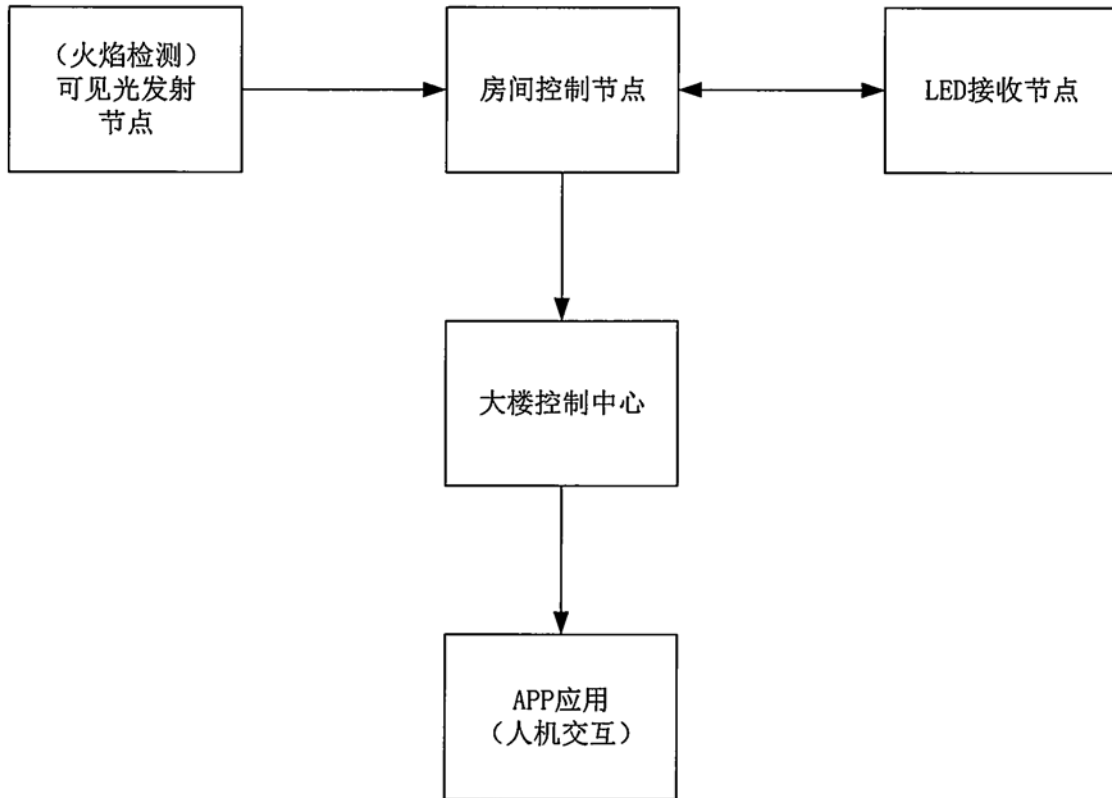 （火焰检测）
可见光发射
节点
房间控制节点
LED接收节点
大楼控制中心
APP应用
（人机交互）